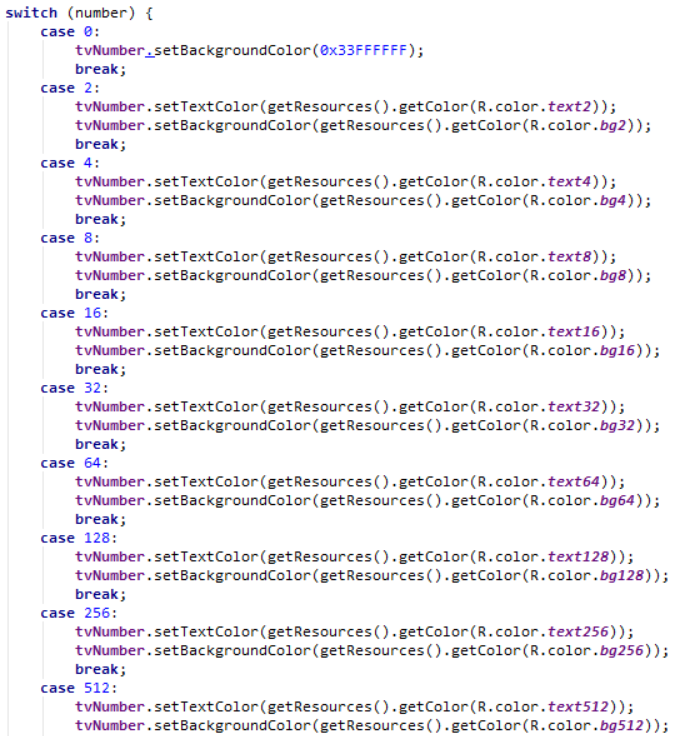 switch (number) {
    case 0:
        tvNumber.setBackgroundColor(0x33FFFFFF);
        break;
    case 2:
        tvNumber.setTextColor(getResources().getColor(R.color.text2));
        tvNumber.setBackgroundColor(getResources().getColor(R.color.bg2));
        break;
    case 4:
        tvNumber.setTextColor(getResources().getColor(R.color.text4));
        tvNumber.setBackgroundColor(getResources().getColor(R.color.bg4));
        break;
    case 8:
        tvNumber.setTextColor(getResources().getColor(R.color.text8));
        tvNumber.setBackgroundColor(getResources().getColor(R.color.bg8));
        break;
    case 16:
        tvNumber.setTextColor(getResources().getColor(R.color.text16));
        tvNumber.setBackgroundColor(getResources().getColor(R.color.bg16));
        break;
    case 32:
        tvNumber.setTextColor(getResources().getColor(R.color.text32));
        tvNumber.setBackgroundColor(getResources().getColor(R.color.bg32));
        break;
    case 64:
        tvNumber.setTextColor(getResources().getColor(R.color.text64));
        tvNumber.setBackgroundColor(getResources().getColor(R.color.bg64));
        break;
    case 128:
        tvNumber.setTextColor(getResources().getColor(R.color.text128));
        tvNumber.setBackgroundColor(getResources().getColor(R.color.bg128));
        break;
    case 256:
        tvNumber.setTextColor(getResources().getColor(R.color.text256));
        tvNumber.setBackgroundColor(getResources().getColor(R.color.bg256));
        break;
    case 512:
        tvNumber.setTextColor(getResources().getColor(R.color.text512));
        tvNumber.setBackgroundColor(getResources().getColor(R.color.bg512));